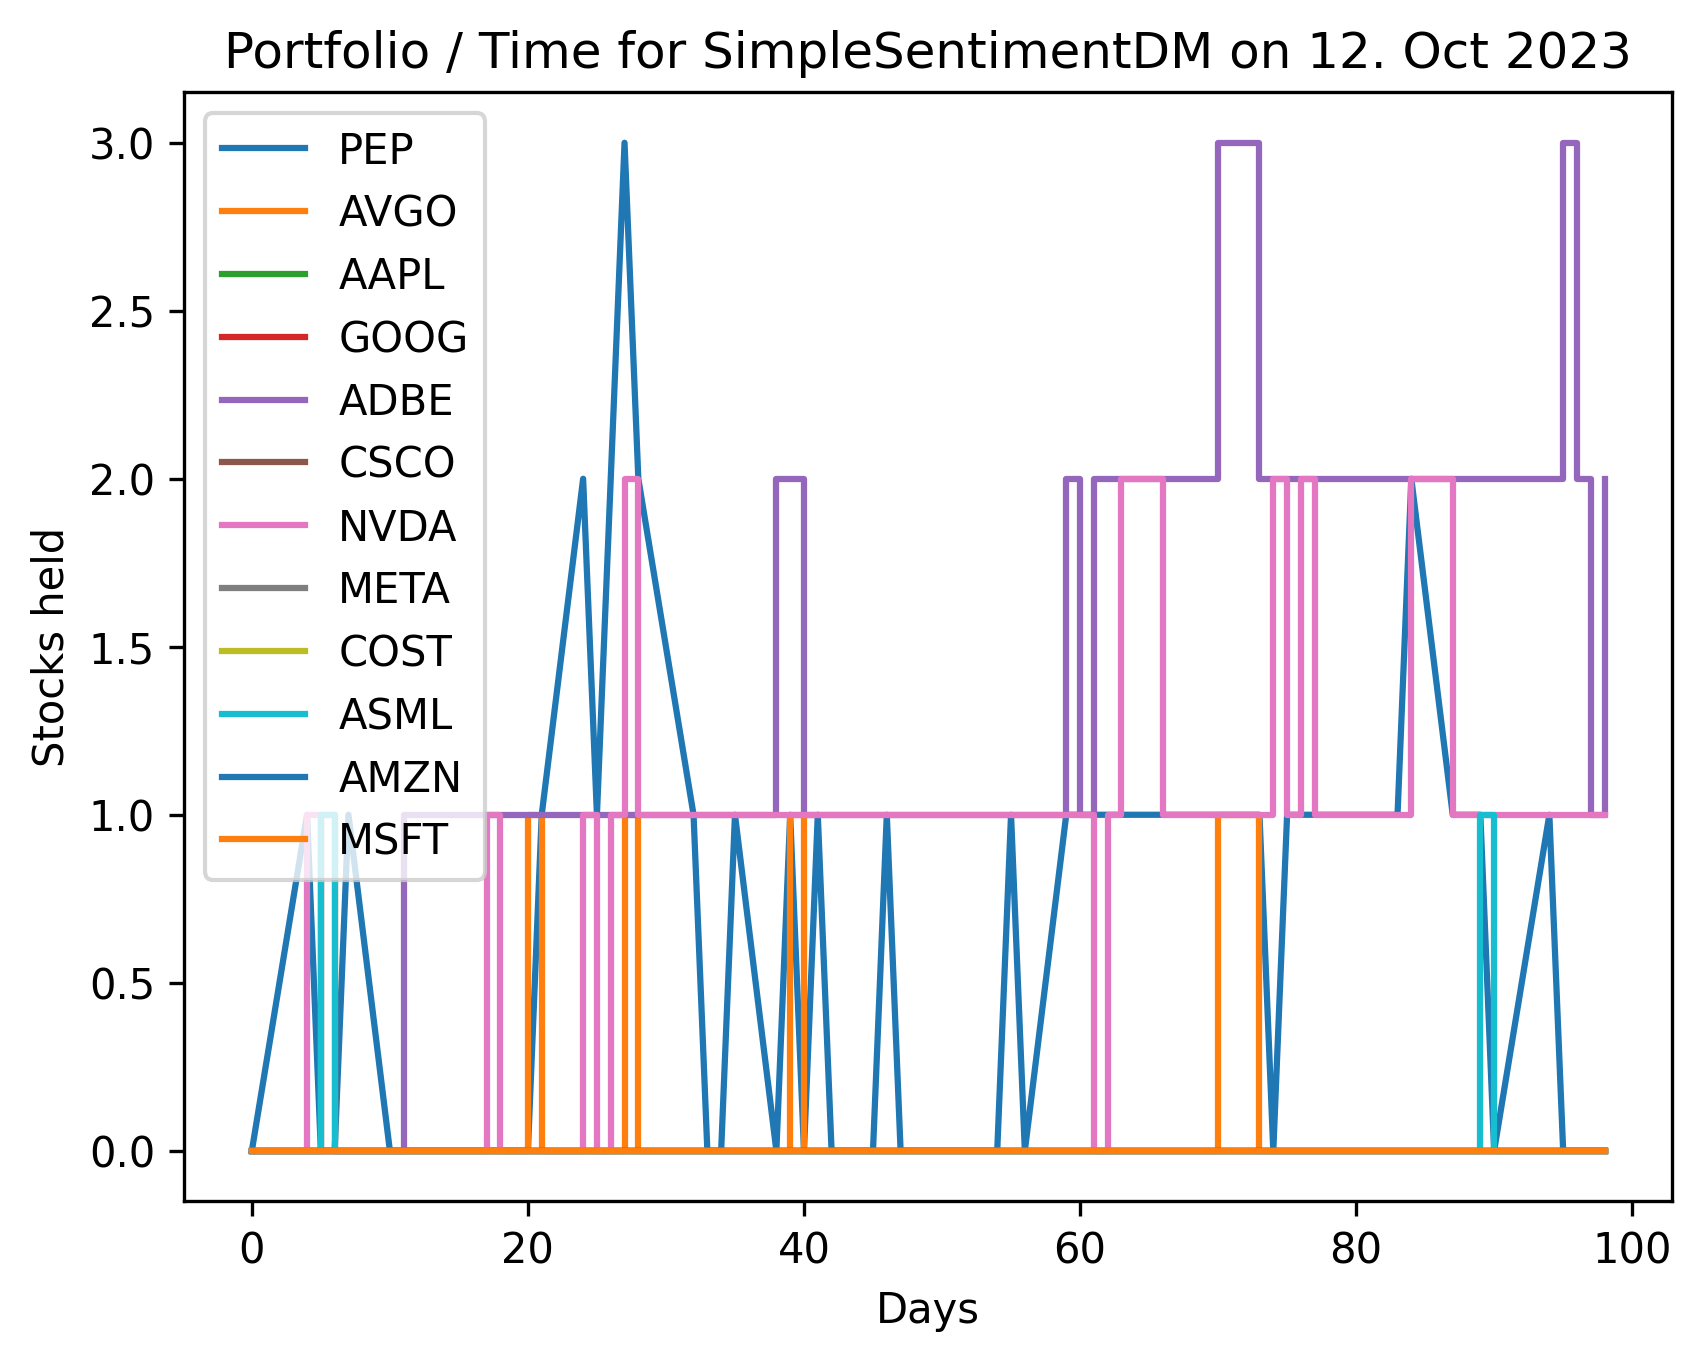 Portfolio / Time for SimpleSentimentDM on 12. Oct 2023
3.0
2.5
2.0
1.5
1.0
0.5
0.0
Stocks held
PEP
AVGO
AAPL
GOOG
ADBE
CSCO
NVDA
META
COST
ASML
AMZN
MSFT
0
20
40
60
80
100
Days